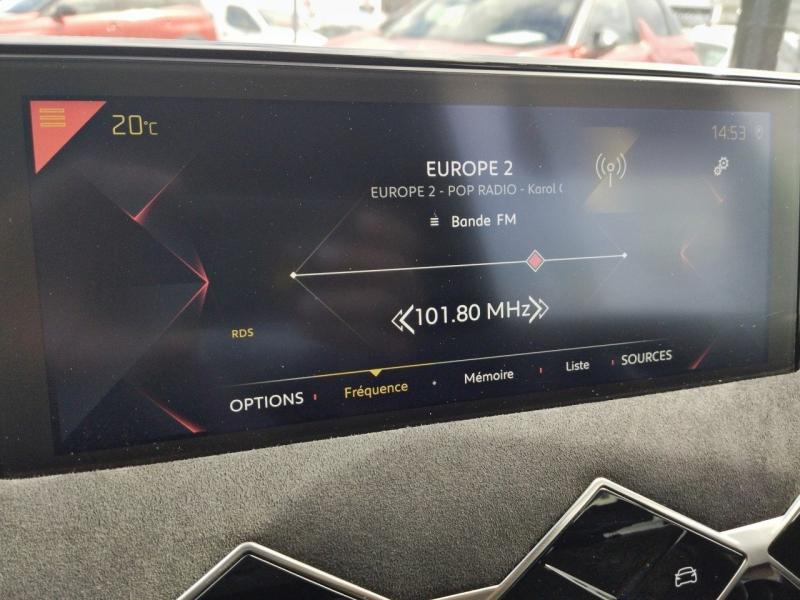 20°C
14:53
EUROPE 2
EUROPE 2 - POP RADIO - Karol
Bande FM
101.80 MHz
RDS
OPTIONS
Fréquence
Mémoire
Liste
SOURCES